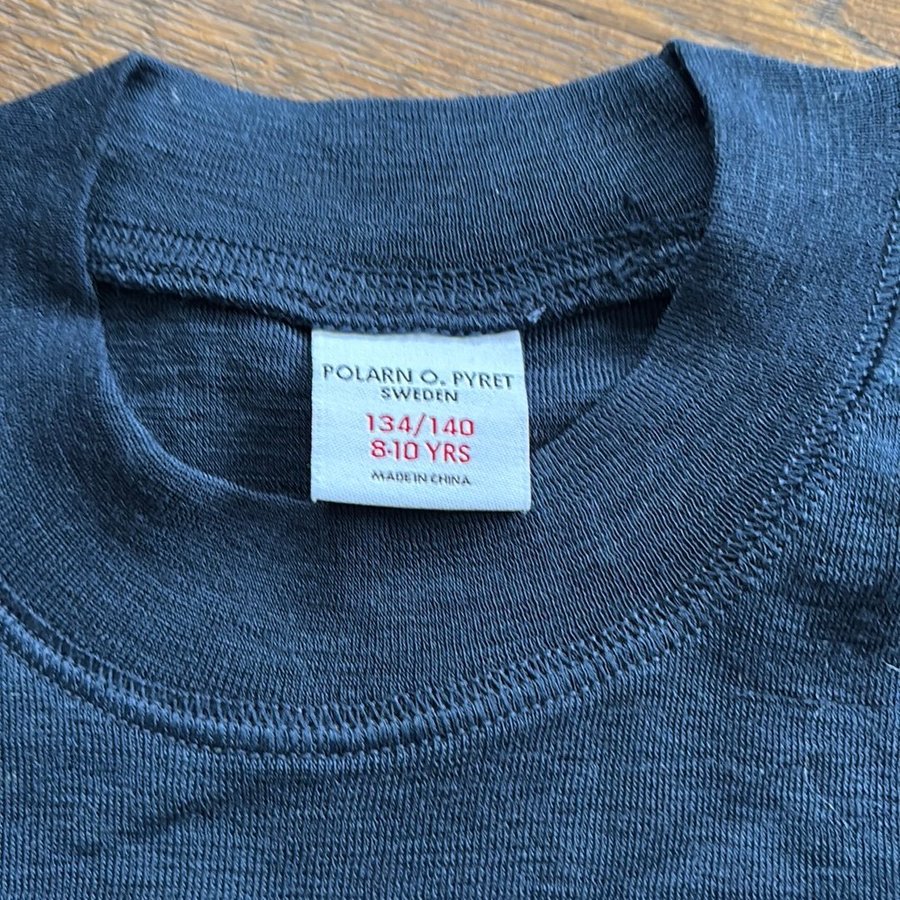 POLARN O. PYRET
SWEDEN
134/140
8-10 YRS
MADE IN CHINA